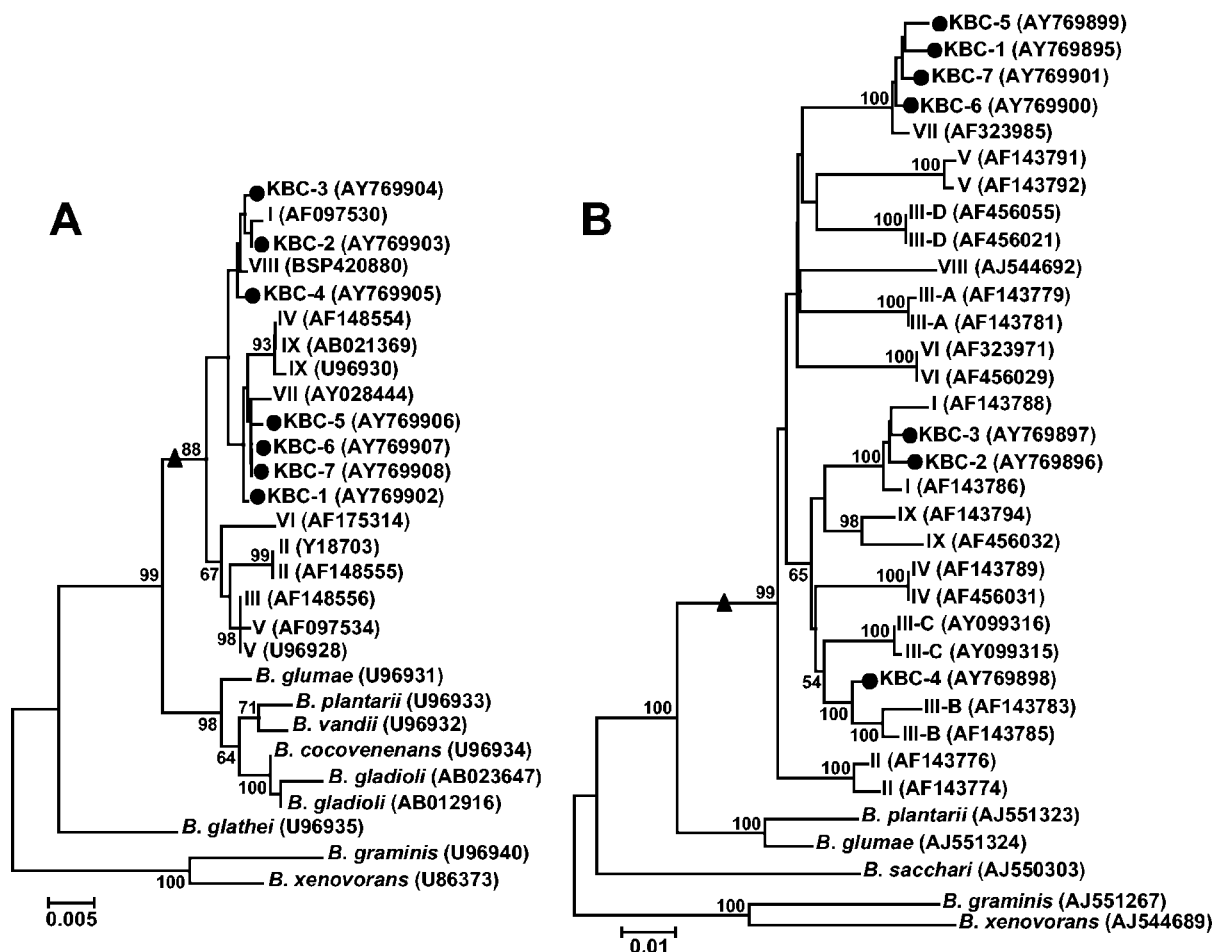 A
KBC-3 (AY769904)
I (AF097530)
KBC-2 (AY769903)
VIII (BSP420880)
KBC-4 (AY769905)
IV (AF148554)
93
IX (AB021369)
IX (U96930)
VII (AY028444)
KBC-5 (AY769906)
KBC-6 (AY769907)
88
KBC-7 (AY769908)
KBC-1 (AY769902)
VI (AF175314)
II (Y18703)
99
II (AF148555)
67
99
III (AF148556)
V (AF097534)
98
V (U96928)
B. glumae (U96931)
B. plantarii (U96933)
71
98
B. vandii (U96932)
64
B. cocovenenans (U96934)
B. gladioli (AB023647)
100
B. gladioli (AB012916)
B. glathei (U96935)
B. graminis (U96940)
100
B. xenovorans (U86373)
0.005
B
KBC-5 (AY769899)
KBC-1 (AY769895)
KBC-7 (AY769901)
100
KBC-6 (AY769900)
VII (AF323985)
V (AF143791)
100
V (AF143792)
III-D (AF456055)
100
III-D (AF456021)
VIII (AJ544692)
III-A (AF143779)
100
III-A (AF143781)
VI (AF323971)
100
VI (AF456029)
I (AF143788)
KBC-3 (AY769897)
100
KBC-2 (AY769896)
I (AF143786)
IX (AF143794)
98
IX (AF456032)
65
IV (AF143789)
100
99
IV (AF456031)
III-C (AY099316)
100
III-C (AY099315)
54
KBC-4 (AY769898)
100
III-B (AF143783)
100
III-B (AF143785)
100
II (AF143776)
100
II (AF143774)
B. plantarii (AJ551323)
100
B. glumae (AJ551324)
B. sacchari (AJ550303)
B. graminis (AJ551267)
100
B. xenovorans (AJ544689)
0.01